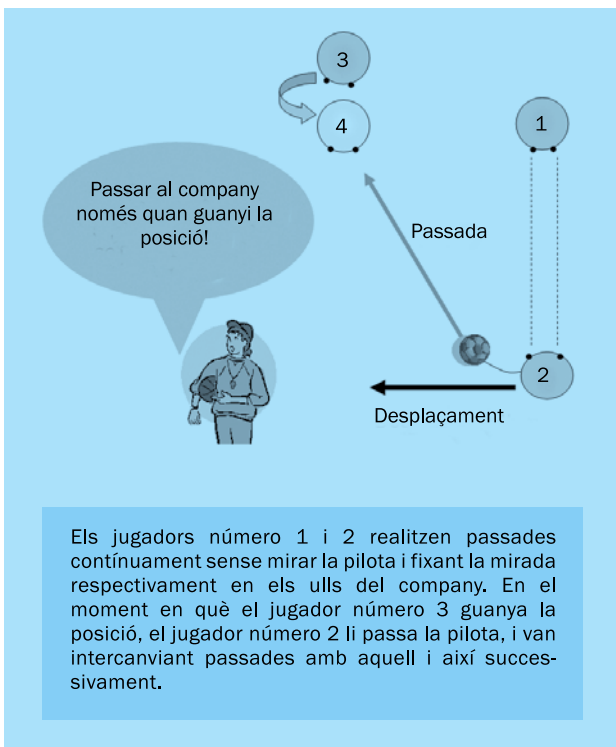 3
4
1
Passar al company
només quan guanyi la
posició!
Passada
2
Desplaçament
Els jugadors número 1 i 2 realitzen passades
contínuament sense mirar la pilota i fixant la mirada
respectivament en els ulls del company. En el
moment en què el jugador número 3 guanya la
posició, el jugador número 2 li passa la pilota, i van
intercanviant passades amb aquell i així succes-
sivament.